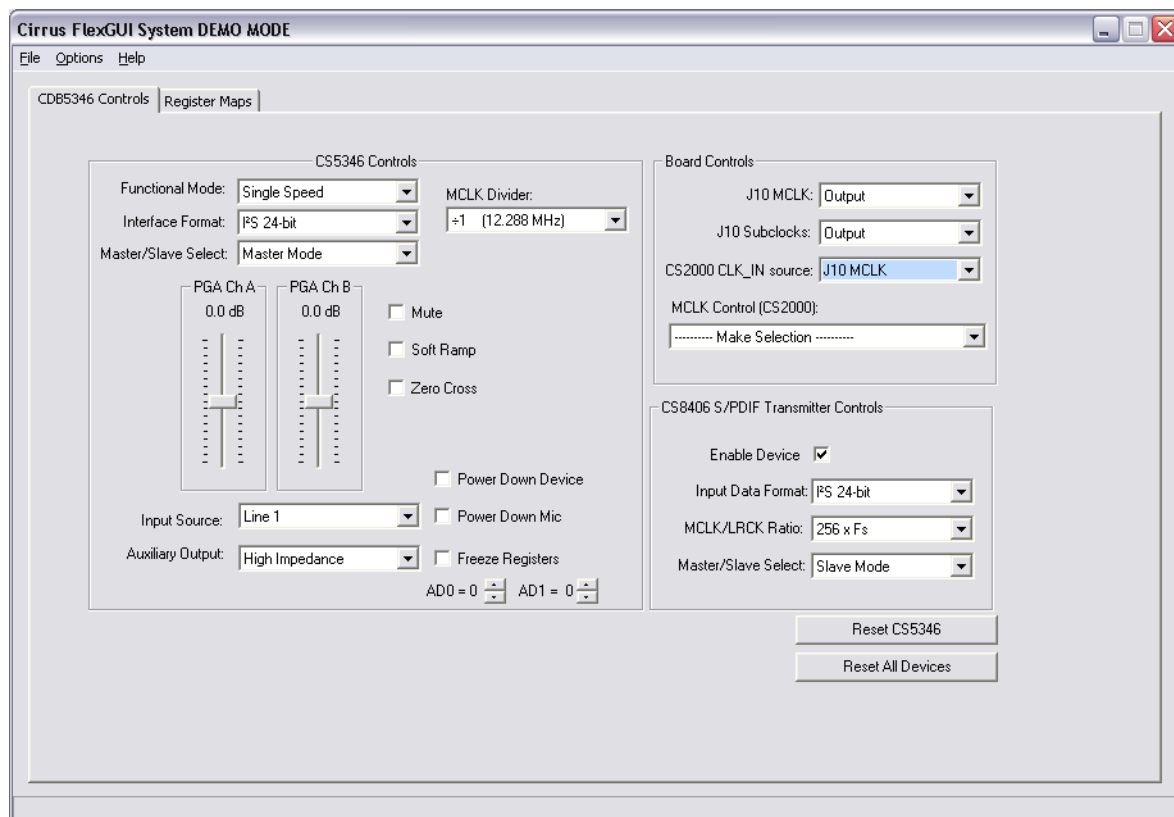 Cirrus FlexGUI System DEMO MODE
File Options Help
CDB5346 Controls Register Maps
CS5346 Controls
Functional Mode: Single Speed
Interface Format: I²S 24-bit
Master/Slave Select: Master Mode
MCLK Divider:
÷1 (12.288 MHz)
PGA Ch A PGA Ch B
0.0 dB 0.0 dB
Mute
Soft Ramp
Zero Cross
Power Down Device
Input Source: Line 1 Power Down Mic
Auxiliary Output: High Impedance Freeze Registers
AD0 = 0 AD1 = 0
Board Controls
J10 MCLK: Output
J10 Subclocks: Output
CS2000 CLK_IN source: J10 MCLK
MCLK Control (CS2000):
--------- Make Selection ---------
CS8406 S/PDIF Transmitter Controls
Enable Device
Input Data Format: I²S 24-bit
MCLK/LRCK Ratio: 256 x Fs
Master/Slave Select: Slave Mode
Reset CS5346
Reset All Devices